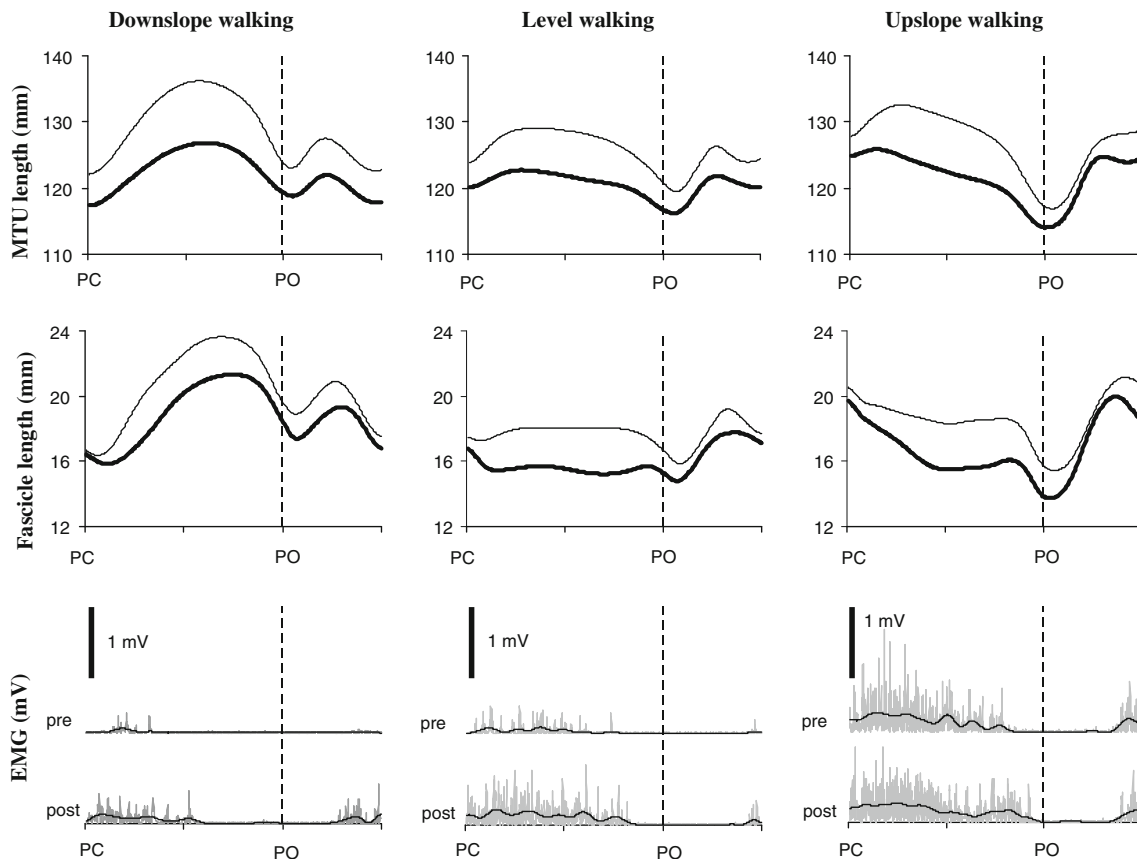 Downslope walking
Level walking
Upslope walking
MTU length (mm)
140
130
120
110
PC
PO
140
130
120
110
PC
PO
140
130
120
110
PC
PO
Fascicle length (mm)
24
20
16
12
PC
PO
24
20
16
12
PC
PO
24
20
16
12
PC
PO
EMG (mV)
1 mV
pre
post
PC
PO
1 mV
pre
post
PC
PO
1 mV
pre
post
PC
PO